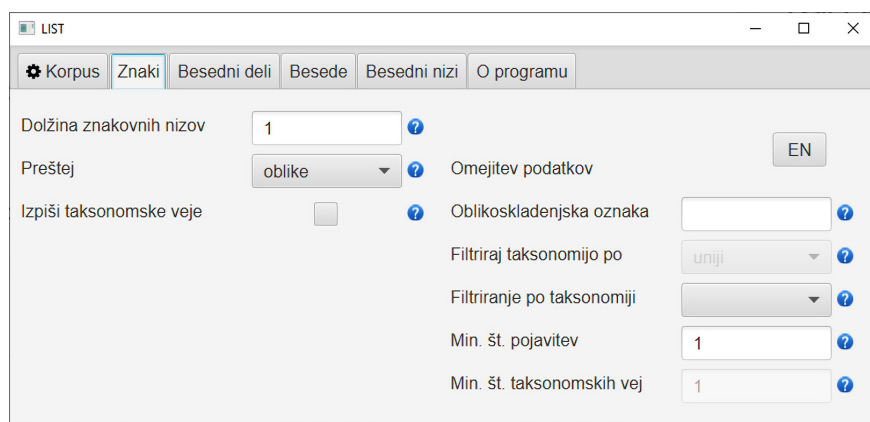 LIST
Korpus Znaki Besedni deli Besede Besedni nizi O programu
Dolžina znakovnih nizov 1 ?
EN
Preštej oblike ? Omejitev podatkov
Izpiši taksonomske veje ? Oblikoskladenjska oznaka ?
Filtriraj taksonomijo po uniji ?
Filtriranje po taksonomiji ?
Min. št. pojavitev 1 ?
Min. št. taksonomskih vej 1 ?